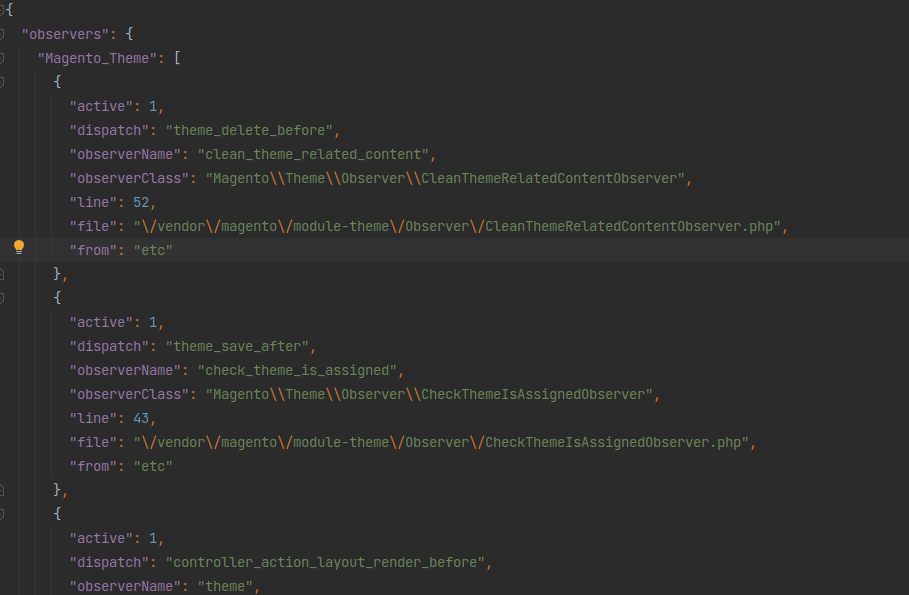 {
"observers": {
"Magento_Theme": [
{
"active": 1,
"dispatch": "theme_delete_before",
"observerName": "clean_theme_related_content",
"observerClass": "Magento\\Theme\\Observer\\CleanThemeRelatedContentObserver",
"line": 52,
"file": "\/vendor\/magento\/module-theme\/Observer\/CleanThemeRelatedContentObserver.php",
"from": "etc"
},
{
"active": 1,
"dispatch": "theme_save_after",
"observerName": "check_theme_is_assigned",
"observerClass": "Magento\\Theme\\Observer\\CheckThemeIsAssignedObserver",
"line": 43,
"file": "\/vendor\/magento\/module-theme\/Observer\/CheckThemeIsAssignedObserver.php",
"from": "etc"
},
{
"active": 1,
"dispatch": "controller_action_layout_render_before",
"observerName": "theme",